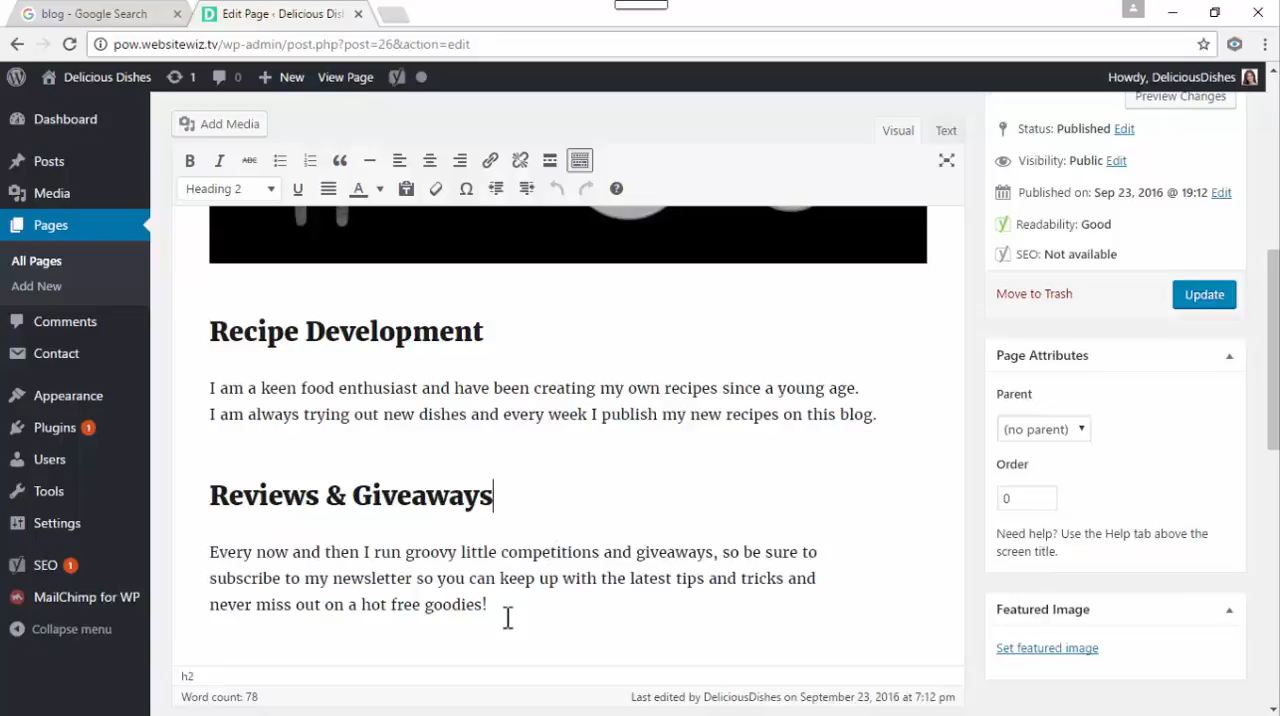 blog - Google Search
Edit Page ‹ Delicious Dis
pow.websitewiz.tv/wp-admin/post.php?post=26&action=edit
Delicious Dishes 1 0 New View Page Howdy, DeliciousDishes
Dashboard
Posts
Media
Pages
All Pages
Add New
Comments
Contact
Appearance
Plugins 1
Users
Tools
Settings
SEO 1
MailChimp for WP
Collapse menu
Add Media
Visual Text
B I ABC
Heading 2 U A
Recipe Development
I am a keen food enthusiast and have been creating my own recipes since a young age.
I am always trying out new dishes and every week I publish my new recipes on this blog.
Reviews & Giveaways
Every now and then I run groovy little competitions and giveaways, so be sure to
subscribe to my newsletter so you can keep up with the latest tips and tricks and
never miss out on a hot free goodies!
h2
Word count: 78 Last edited by DeliciousDishes on September 23, 2016 at 7:12 pm
Preview Changes
Status: Published Edit
Visibility: Public Edit
Published on: Sep 23, 2016 @ 19:12 Edit
Readability: Good
SEO: Not available
Move to Trash Update
Page Attributes
Parent
(no parent)
Order
0
Need help? Use the Help tab above the
screen title.
Featured Image
Set featured image